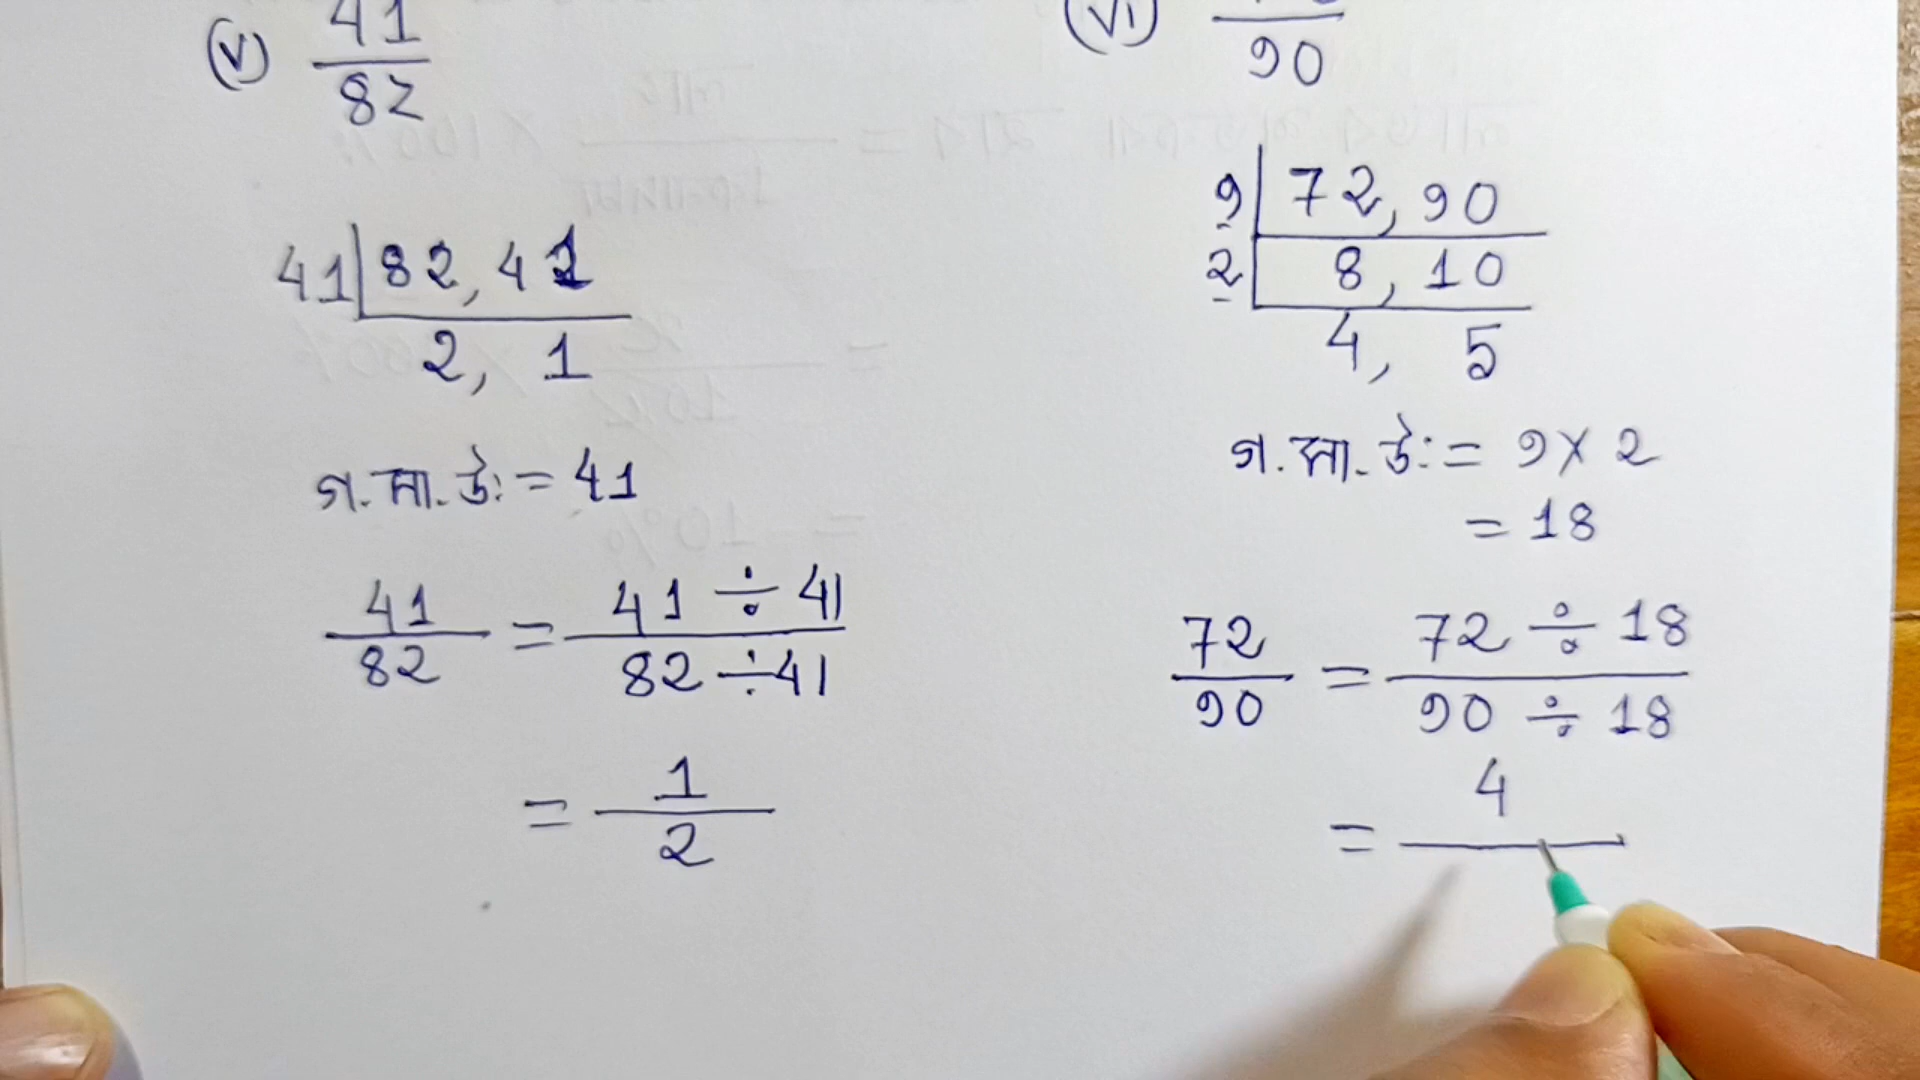 (v) 41/82
41 | 82, 41
2, 1
গ.সা.উ: = 41
41/82 = 41 ÷ 41 / 82 ÷ 41
= 1/2
(vi) /90
9 | 72, 90
2 | 8, 10
4, 5
গ.সা.উ: = 9 × 2
= 18
72/90 = 72 ÷ 18 / 90 ÷ 18
= 4/